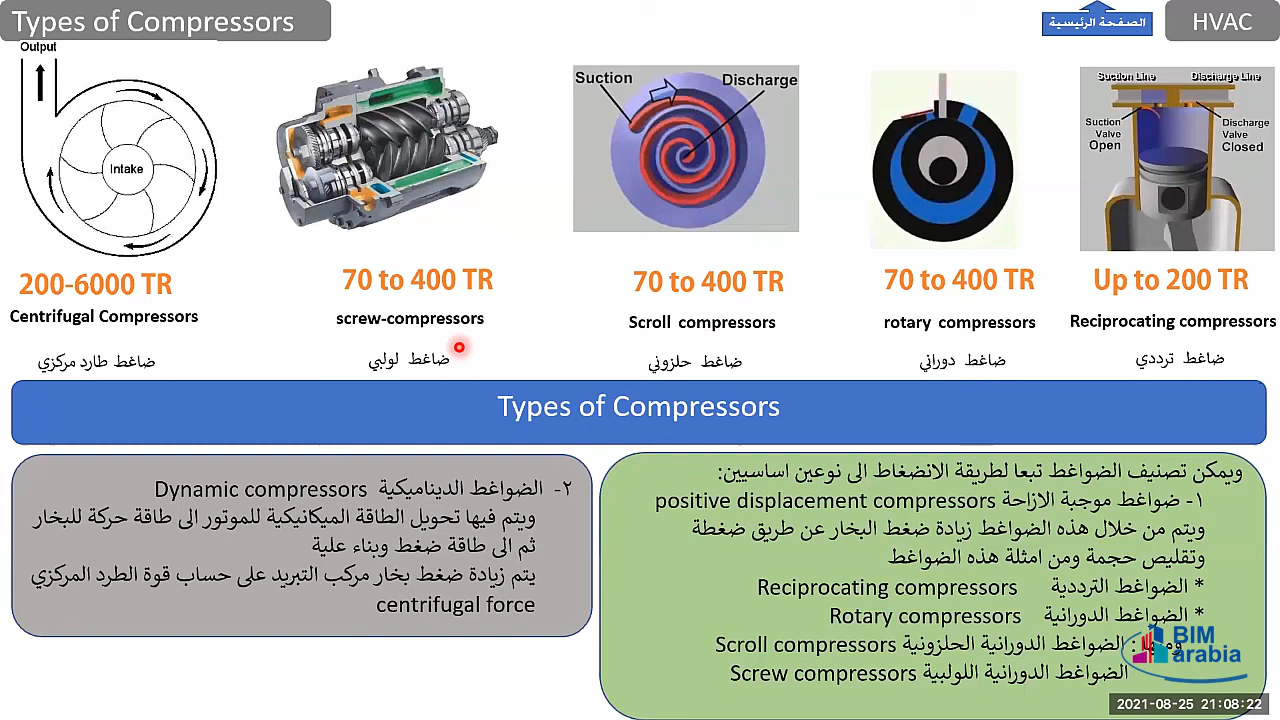 Types of Compressors
الصفحة الرئيسية
HVAC
Output
Intake
Suction
Discharge
Suction Line
Discharge Line
Suction
Valve
Open
Discharge
Valve
Closed
200-6000 TR
70 to 400 TR
70 to 400 TR
70 to 400 TR
Up to 200 TR
Centrifugal Compressors
screw-compressors
Scroll compressors
rotary compressors
Reciprocating compressors
ضاغط طارد مركزي
ضاغط لولبي
ضاغط حلزوني
ضاغط دوراني
ضاغط ترددي
Types of Compressors
ويمكن تصنيف الضواغط تبعا لطريقة الانضغاط الى نوعين اساسيين:
١- ضواغط موجبة الازاحة positive displacement compressors
ويتم من خلال هذه الضواغط زيادة ضغط البخار عن طريق ضغطة
وتقليص حجمة ومن امثلة هذه الضواغط
* الضواغط الترددية Reciprocating compressors
* الضواغط الدورانية Rotary compressors
: الضواغط الدورانية الحلزونية Scroll compressors
الضواغط الدورانية اللولبية Screw compressors
٢- الضواغط الديناميكية Dynamic compressors
ويتم فيها تحويل الطاقة الميكانيكية للموتور الى طاقة حركة للبخار
ثم الى طاقة ضغط وبناء علية
يتم زيادة ضغط بخار مركب التبريد على حساب قوة الطرد المركزي
centrifugal force
BIM
arabia
2021-08-25 21:08:22